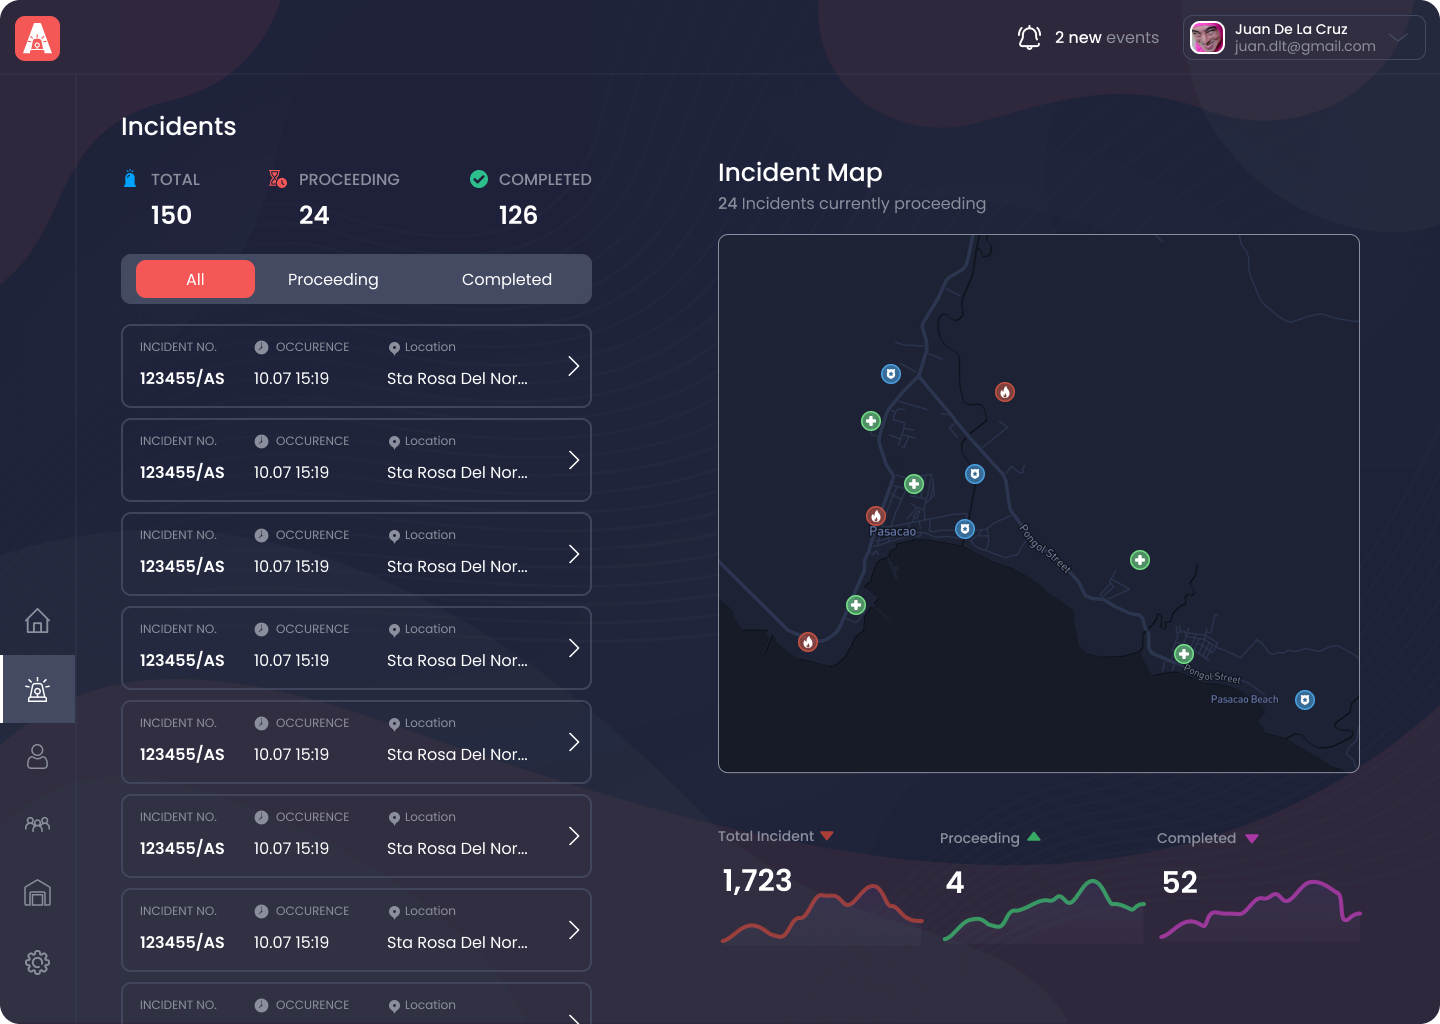 A
2 new events
Juan De La Cruz
juan.dlt@gmail.com
Incidents
TOTAL
150
PROCEEDING
24
COMPLETED
126
All Proceeding Completed
INCIDENT NO. OCCURENCE Location
123455/AS 10.07 15:19 Sta Rosa Del Nor...
INCIDENT NO. OCCURENCE Location
123455/AS 10.07 15:19 Sta Rosa Del Nor...
INCIDENT NO. OCCURENCE Location
123455/AS 10.07 15:19 Sta Rosa Del Nor...
INCIDENT NO. OCCURENCE Location
123455/AS 10.07 15:19 Sta Rosa Del Nor...
INCIDENT NO. OCCURENCE Location
123455/AS 10.07 15:19 Sta Rosa Del Nor...
INCIDENT NO. OCCURENCE Location
123455/AS 10.07 15:19 Sta Rosa Del Nor...
INCIDENT NO. OCCURENCE Location
123455/AS 10.07 15:19 Sta Rosa Del Nor...
INCIDENT NO. OCCURENCE Location
Incident Map
24 Incidents currently proceeding
Pasacao
Pongol Street
Pongol Street
Pasacao Beach
Total Incident
1,723
Proceeding
4
Completed
52